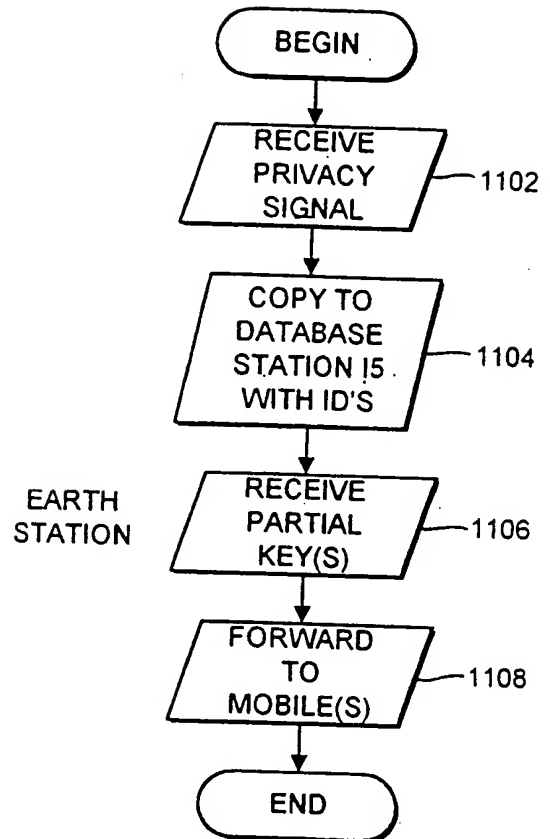 BEGIN
RECEIVE
PRIVACY
SIGNAL
1102
COPY TO
DATABASE
STATION 15
WITH ID'S
1104
EARTH
STATION
RECEIVE
PARTIAL
KEY(S)
1106
FORWARD
TO
MOBILE(S)
1108
END